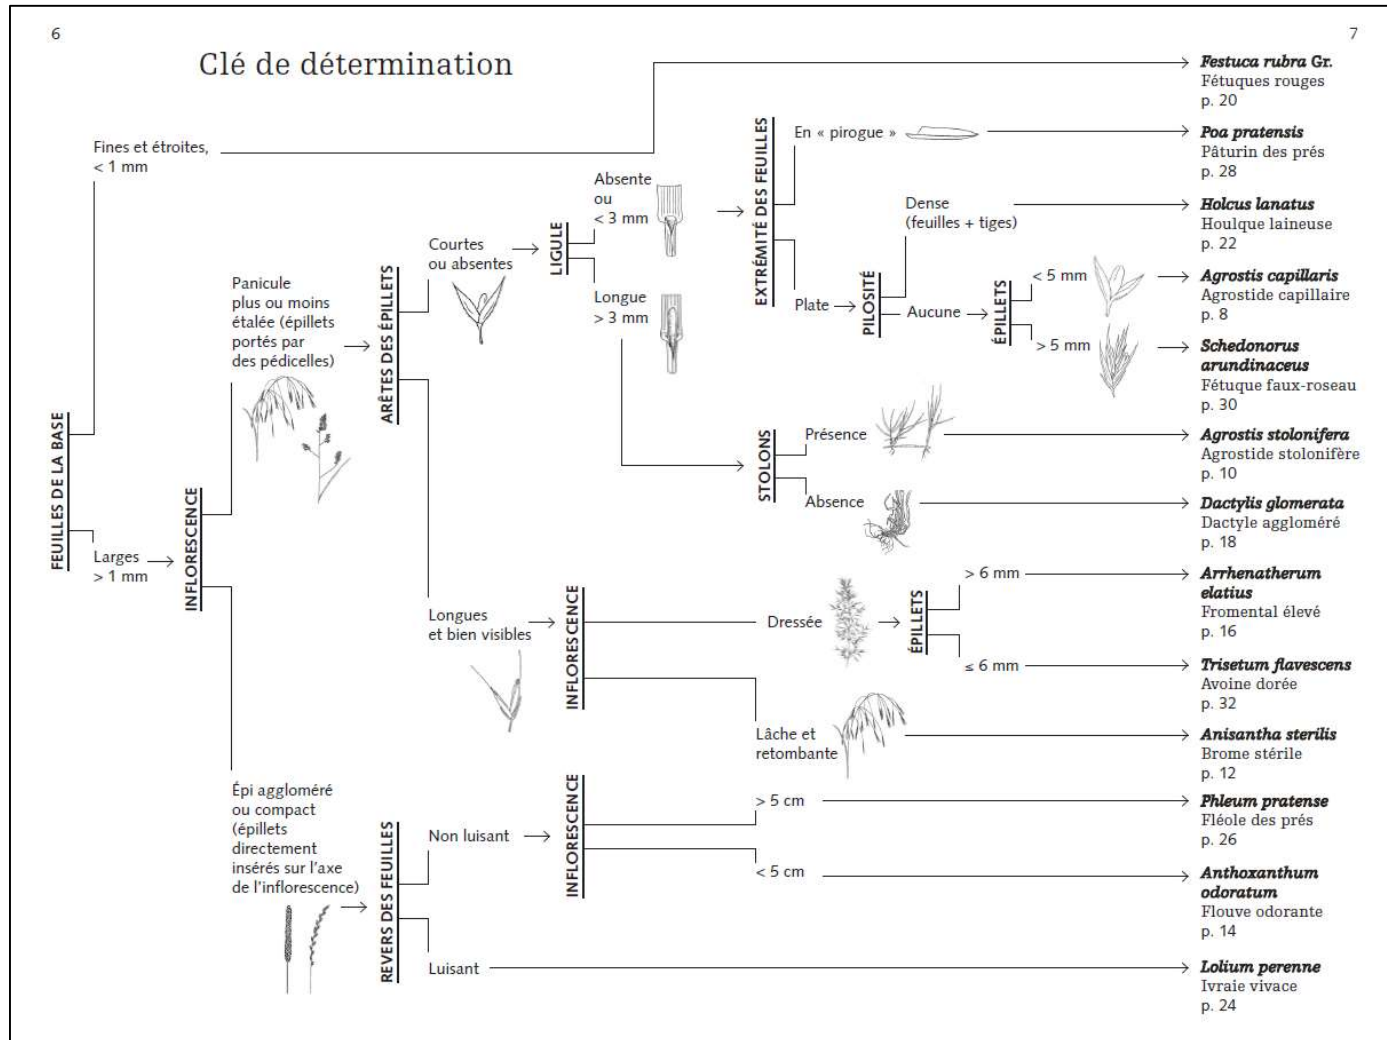 6
7
Clé de détermination
FEUILLES DE LA BASE
Fines et étroites,
< 1 mm
Larges
> 1 mm
INFLORESCENCE
Panicule
plus ou moins
étalée (épillets
portés par
des pédicelles)
Épi aggloméré
ou compact
(épillets
directement
insérés sur l'axe
de l'inflorescence)
ARÊTES DES ÉPILLETS
Courtes
ou absentes
Longues
et bien visibles
LIGULE
Absente
ou
< 3 mm
Longue
> 3 mm
EXTRÉMITÉ DES FEUILLES
En « pirogue »
Plate
PILOSITÉ
Dense
(feuilles + tiges)
Aucune
ÉPILLETS
< 5 mm
> 5 mm
STOLONS
Présence
Absence
INFLORESCENCE
Dressée
Lâche et
retombante
ÉPILLETS
> 6 mm
≤ 6 mm
REVERS DES FEUILLES
Non luisant
Luisant
INFLORESCENCE
> 5 cm
< 5 cm
Festuca rubra Gr.
Fétuques rouges
p. 20
Poa pratensis
Pâturin des prés
p. 28
Holcus lanatus
Houlque laineuse
p. 22
Agrostis capillaris
Agrostide capillaire
p. 8
Schedonorus
arundinaceus
Fétuque faux-roseau
p. 30
Agrostis stolonifera
Agrostide stolonifère
p. 10
Dactylis glomerata
Dactyle aggloméré
p. 18
Arrhenatherum
elatius
Fromental élevé
p. 16
Trisetum flavescens
Avoine dorée
p. 32
Anisantha sterilis
Brome stérile
p. 12
Phleum pratense
Fléole des prés
p. 26
Anthoxanthum
odoratum
Flouve odorante
p. 14
Lolium perenne
Ivraie vivace
p. 24